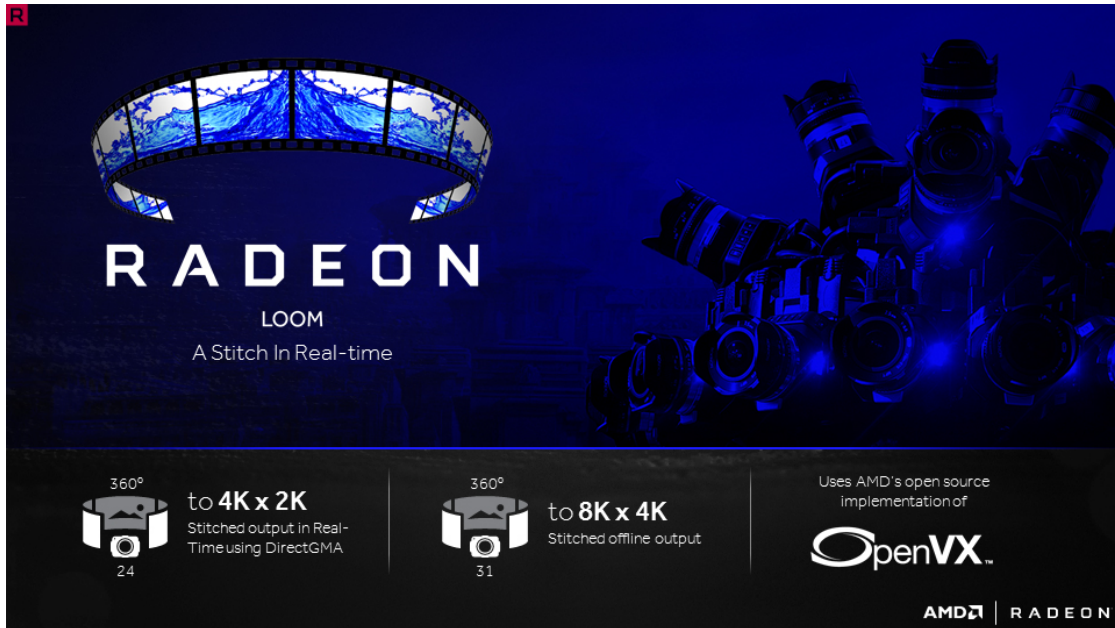 R
RADEON
LOOM
A Stitch In Real-time
360°
to 4K x 2K
Stitched output in Real-
Time using DirectGMA
24
360°
to 8K x 4K
Stitched offline output
31
Uses AMD's open source
implementation of
OpenVX™
AMD RADEON